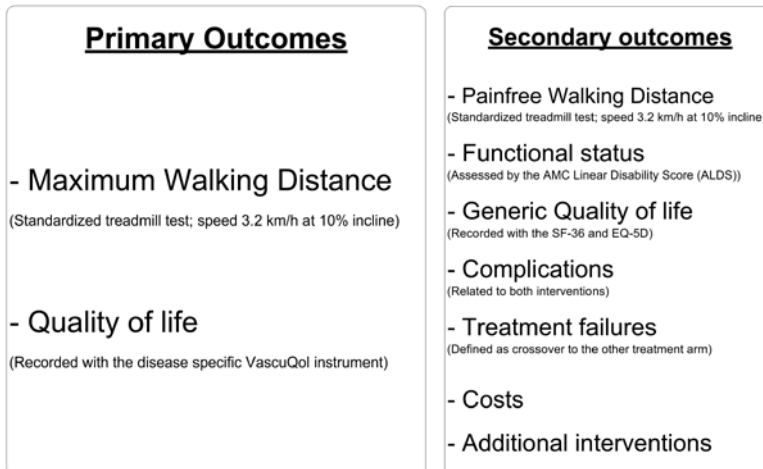 Primary Outcomes
- Maximum Walking Distance
(Standardized treadmill test; speed 3.2 km/h at 10% incline)
- Quality of life
(Recorded with the disease specific VascuQol instrument)
Secondary outcomes
- Painfree Walking Distance
(Standardized treadmill test; speed 3.2 km/h at 10% incline)
- Functional status
(Assessed by the AMC Linear Disability Score (ALDS))
- Generic Quality of life
(Recorded with the SF-36 and EQ-5D)
- Complications
(Related to both interventions)
- Treatment failures
(Defined as crossover to the other treatment arm)
- Costs
- Additional interventions